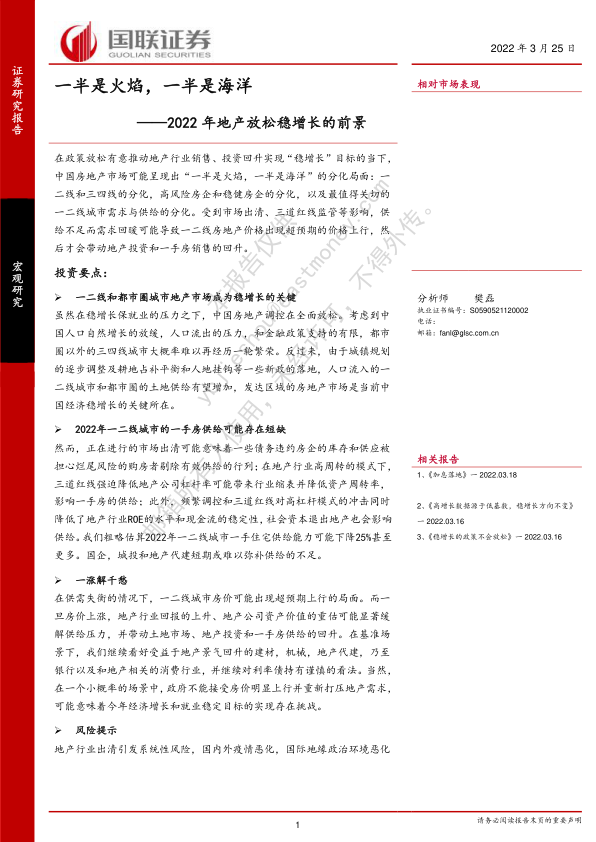 国联证券
GUOLIAN SECURITIES
2022 年 3 月 25 日
证券研究报告
宏观研究
一半是火焰，一半是海洋
——2022 年地产放松稳增长的前景
在政策放松有意推动地产行业销售、投资回升实现“稳增长”目标的当下，
中国房地产市场可能呈现出“一半是火焰，一半是海洋”的分化局面：一
二线和三四线的分化，高风险房企和稳健房企的分化，以及最值得关切的
一二线城市需求与供给的分化。受到市场出清、三道红线监管等影响，供
给不足而需求回暖可能导致一二线房地产价格出现超预期的价格上行，然
后才会带动地产投资和一手房销售的回升。
投资要点：
➢ 一二线和都市圈城市地产市场成为稳增长的关键
虽然在稳增长保就业的压力之下，中国房地产调控在全面放松。考虑到中
国人口自然增长的放缓，人口流出的压力，和金融政策支持的有限，都市
圈以外的三四线城市大概率难以再经历一轮繁荣。反过来，由于城镇规划
的逐步调整及耕地占补平衡和人地挂钩等一些新政的落地，人口流入的一
二线城市和都市圈的土地供给有望增加，发达区域的房地产市场是当前中
国经济稳增长的关键所在。
➢ 2022年一二线城市的一手房供给可能存在短缺
然而，正在进行的市场出清可能意味着一些债务违约房企的库存和供应被
担心烂尾风险的购房者剔除有效供给的行列；在地产行业高周转的模式下，
三道红线强迫降低地产公司杠杆率可能带来行业缩表并降低资产周转率，
影响一手房的供给；此外，频繁调控和三道红线对高杠杆模式的冲击同时
降低了地产行业ROE的水平和现金流的稳定性，社会资本退出地产也会影响
供给。我们粗略估算2022年一二线城市一手住宅供给能力可能下降25%甚至
更多。国企，城投和地产代建短期或难以弥补供给的不足。
➢ 一涨解千愁
在供需失衡的情况下，一二线城市房价可能出现超预期上行的局面。而一
旦房价上涨，地产行业回报的上升、地产公司资产价值的重估可能显著缓
解供给压力，并带动土地市场、地产投资和一手房供给的回升。在基准场
景下，我们继续看好受益于地产景气回升的建材，机械，地产代建，乃至
银行以及和地产相关的消费行业，并继续对利率债持有谨慎的看法。当然，
在一个小概率的场景中，政府不能接受房价明显上行并重新打压地产需求，
可能意味着今年经济增长和就业稳定目标的实现存在挑战。
➢ 风险提示
地产行业出清引发系统性风险，国内外疫情恶化，国际地缘政治环境恶化
相对市场表现
分析师 樊磊
执业证书编号：S0590521120002
电话：
邮箱：fanl@glsc.com.cn
相关报告
1、《加息落地》一 2022.03.18
2、《高增长数据源于低基数，稳增长方向不变》
一 2022.03.16
3、《稳增长的政策不会放松》一 2022.03.16
1
请务必阅读报告末页的重要声明